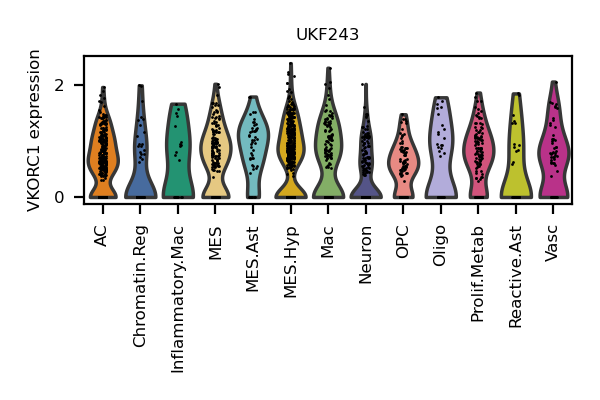 UKF243
VKORC1 expression
2
0
AC
Chromatin.Reg
Inflammatory.Mac
MES
MES.Ast
MES.Hyp
Mac
Neuron
OPC
Oligo
Prolif.Metab
Reactive.Ast
Vasc